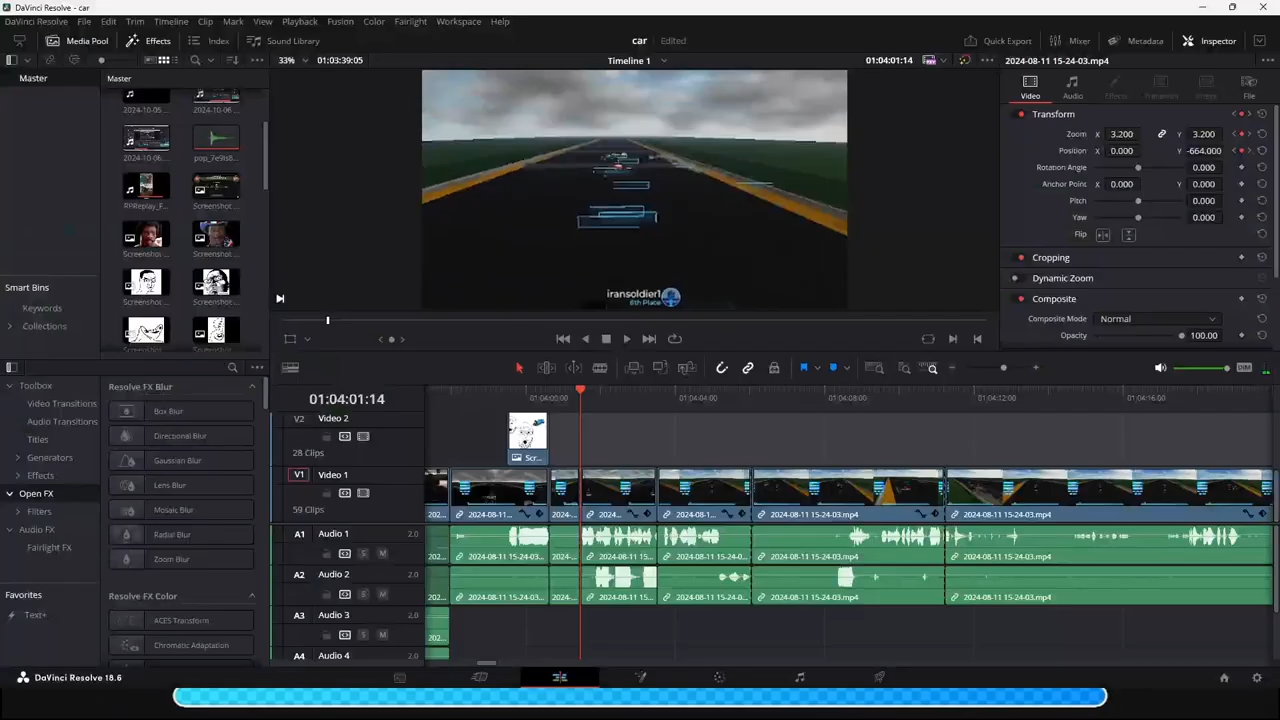 DaVinci Resolve - car
DaVinci Resolve File Edit Trim Timeline Clip Mark View Playback Fusion Color Fairlight Workspace Help
Media Pool Effects Index Sound Library car Edited Quick Export Mixer Metadata Inspector
33% 01:03:39:05 Timeline 1 01:04:01:14 2024-08-11 15-24-03.mp4
Master Master
2024-10-05... 2024-10-06...
2024-10-06...
RPReplay_F... Screenshot...
Screenshot... Screenshot...
Screenshot... Screenshot...
Smart Bins
Keywords
Collections
iransoldier1
6th Place
Video Audio Effects Transition Image File
Transform
Zoom X 3.200 Y 3.200
Position X 0.000 Y -664.000
Rotation Angle 0.000
Anchor Point X 0.000 Y 0.000
Pitch 0.000
Yaw 0.000
Flip
Cropping
Dynamic Zoom
Composite
Composite Mode Normal
Opacity 100.00
Toolbox
Video Transitions
Audio Transitions
Titles
Generators
Effects
Open FX
Filters
Audio FX
Fairlight FX
Favorites
Text+
Resolve FX Blur
Box Blur
Directional Blur
Gaussian Blur
Lens Blur
Mosaic Blur
Radial Blur
Zoom Blur
Resolve FX Color
ACES Transform
Chromatic Adaptation
DIM
01:04:01:14 01:04:00:00 01:04:04:00 01:04:08:00 01:04:12:00 01:04:16:00
V2 Video 2
28 Clips
Scr...
V1 Video 1
59 Clips
202... 2024-08-11 15-24-03... 2024-... 2024-... 2024-08-11 1... 2024-08-11 15-24-03.mp4 2024-08-11 15-24-03.mp4
A1 Audio 1 2.0
S M
202... 2024-08-11 15-24-03... 2024-... 2024-08-11 15... 2024-08-11 15-24-0... 2024-08-11 15-24-03.mp4 2024-08-11 15-24-03.mp4
A2 Audio 2 2.0
S M
202... 2024-08-11 15-24-03... 2024-... 2024-08-11 15... 2024-08-11 15-24-0... 2024-08-11 15-24-03.mp4 2024-08-11 15-24-03.mp4
A3 Audio 3 2.0
S M
202...
A4 Audio 4 2.0
DaVinci Resolve 18.6